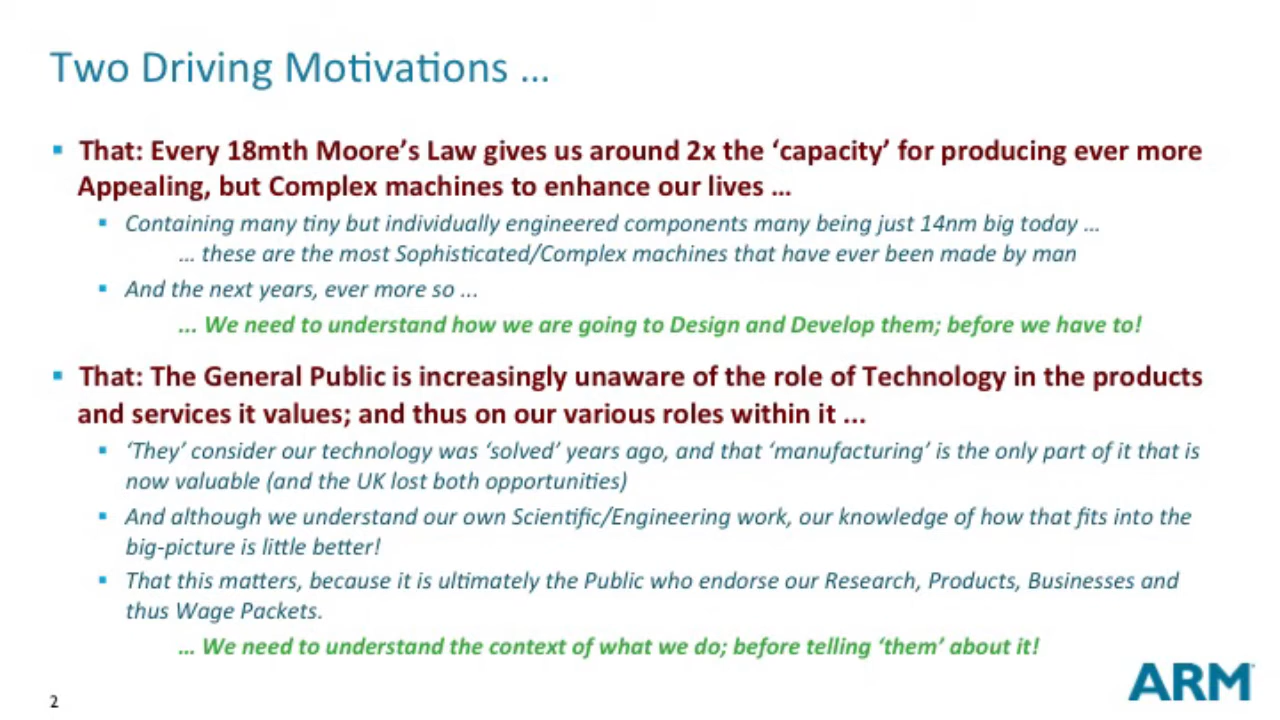 Two Driving Motivations ...
▪ That: Every 18mth Moore's Law gives us around 2x the ‘capacity’ for producing ever more
Appealing, but Complex machines to enhance our lives ...
▪ Containing many tiny but individually engineered components many being just 14nm big today ...
... these are the most Sophisticated/Complex machines that have ever been made by man
▪ And the next years, ever more so ...
... We need to understand how we are going to Design and Develop them; before we have to!
▪ That: The General Public is increasingly unaware of the role of Technology in the products
and services it values; and thus on our various roles within it ...
▪ ‘They’ consider our technology was ‘solved’ years ago, and that ‘manufacturing’ is the only part of it that is
now valuable (and the UK lost both opportunities)
▪ And although we understand our own Scientific/Engineering work, our knowledge of how that fits into the
big-picture is little better!
▪ That this matters, because it is ultimately the Public who endorse our Research, Products, Businesses and
thus Wage Packets.
... We need to understand the context of what we do; before telling ‘them’ about it!
2
ARM